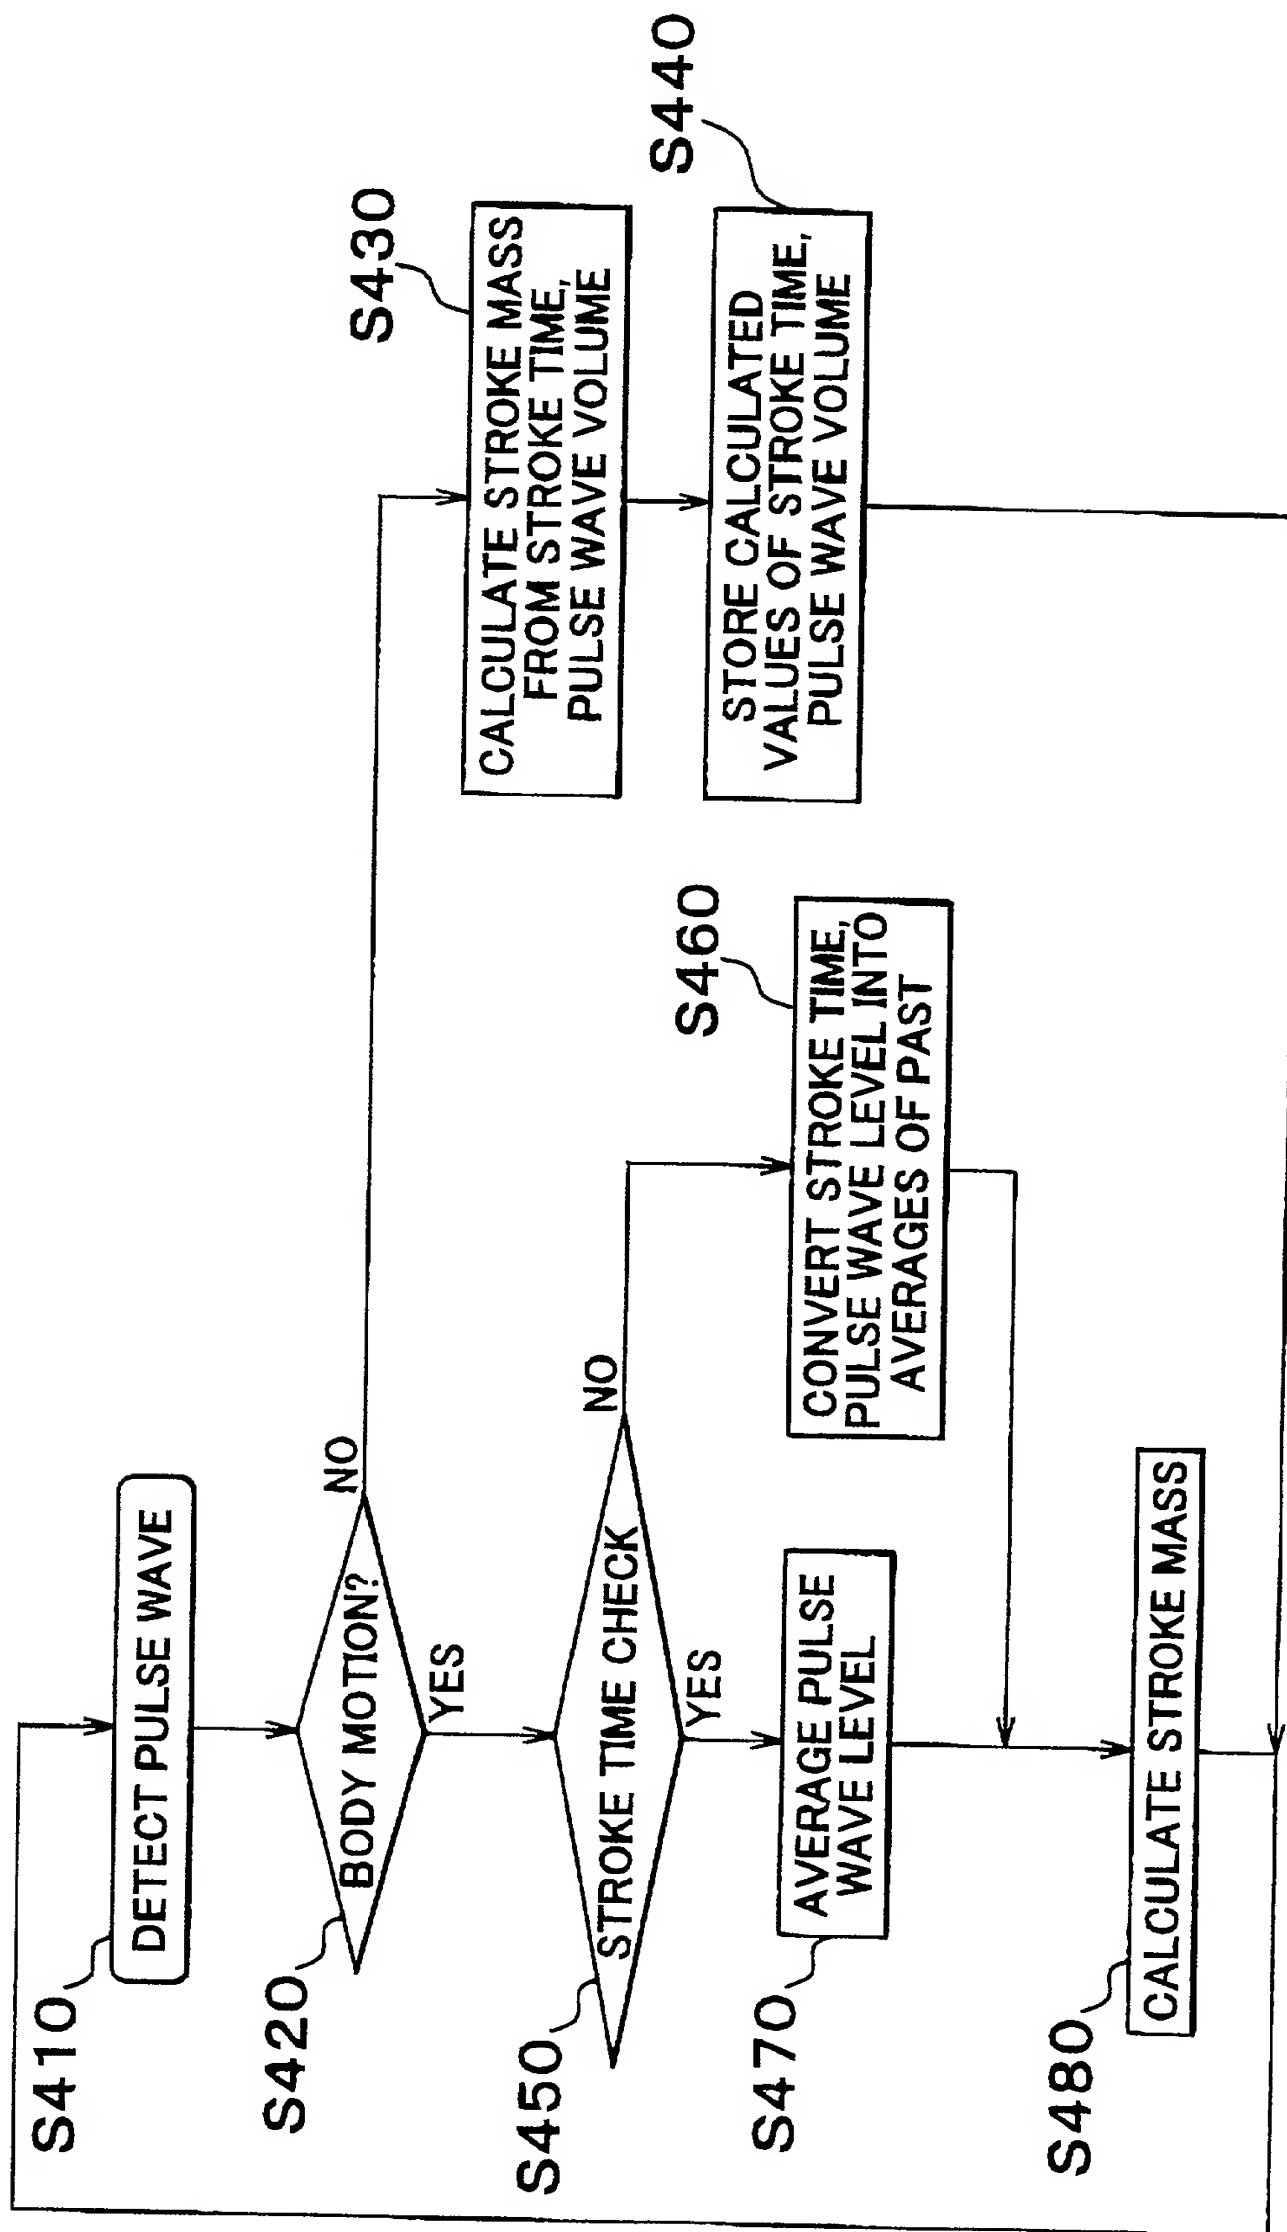 S410
DETECT PULSE WAVE
S420
BODY MOTION?
NO
YES
S430
CALCULATE STROKE MASS
FROM STROKE TIME,
PULSE WAVE VOLUME
S440
STORE CALCULATED
VALUES OF STROKE TIME,
PULSE WAVE VOLUME
S450
STROKE TIME CHECK
NO
YES
S460
CONVERT STROKE TIME,
PULSE WAVE LEVEL INTO
AVERAGES OF PAST
S470
AVERAGE PULSE
WAVE LEVEL
S480
CALCULATE STROKE MASS